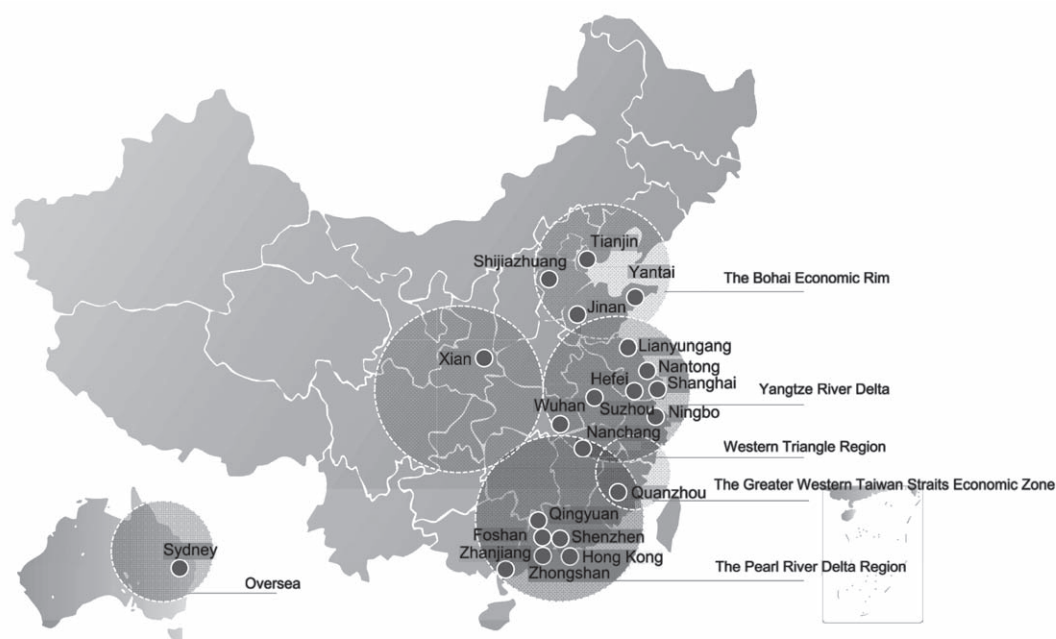 Tianjin
Shijiazhuang
Yantai
The Bohai Economic Rim
Jinan
Lianyungang
Xian
Nantong
Hefei
Shanghai
Yangtze River Delta
Suzhou
Wuhan
Ningbo
Nanchang
Western Triangle Region
The Greater Western Taiwan Straits Economic Zone
Quanzhou
Qingyuan
Foshan
Shenzhen
Sydney
Zhanjiang
Hong Kong
The Pearl River Delta Region
Zhongshan
Oversea